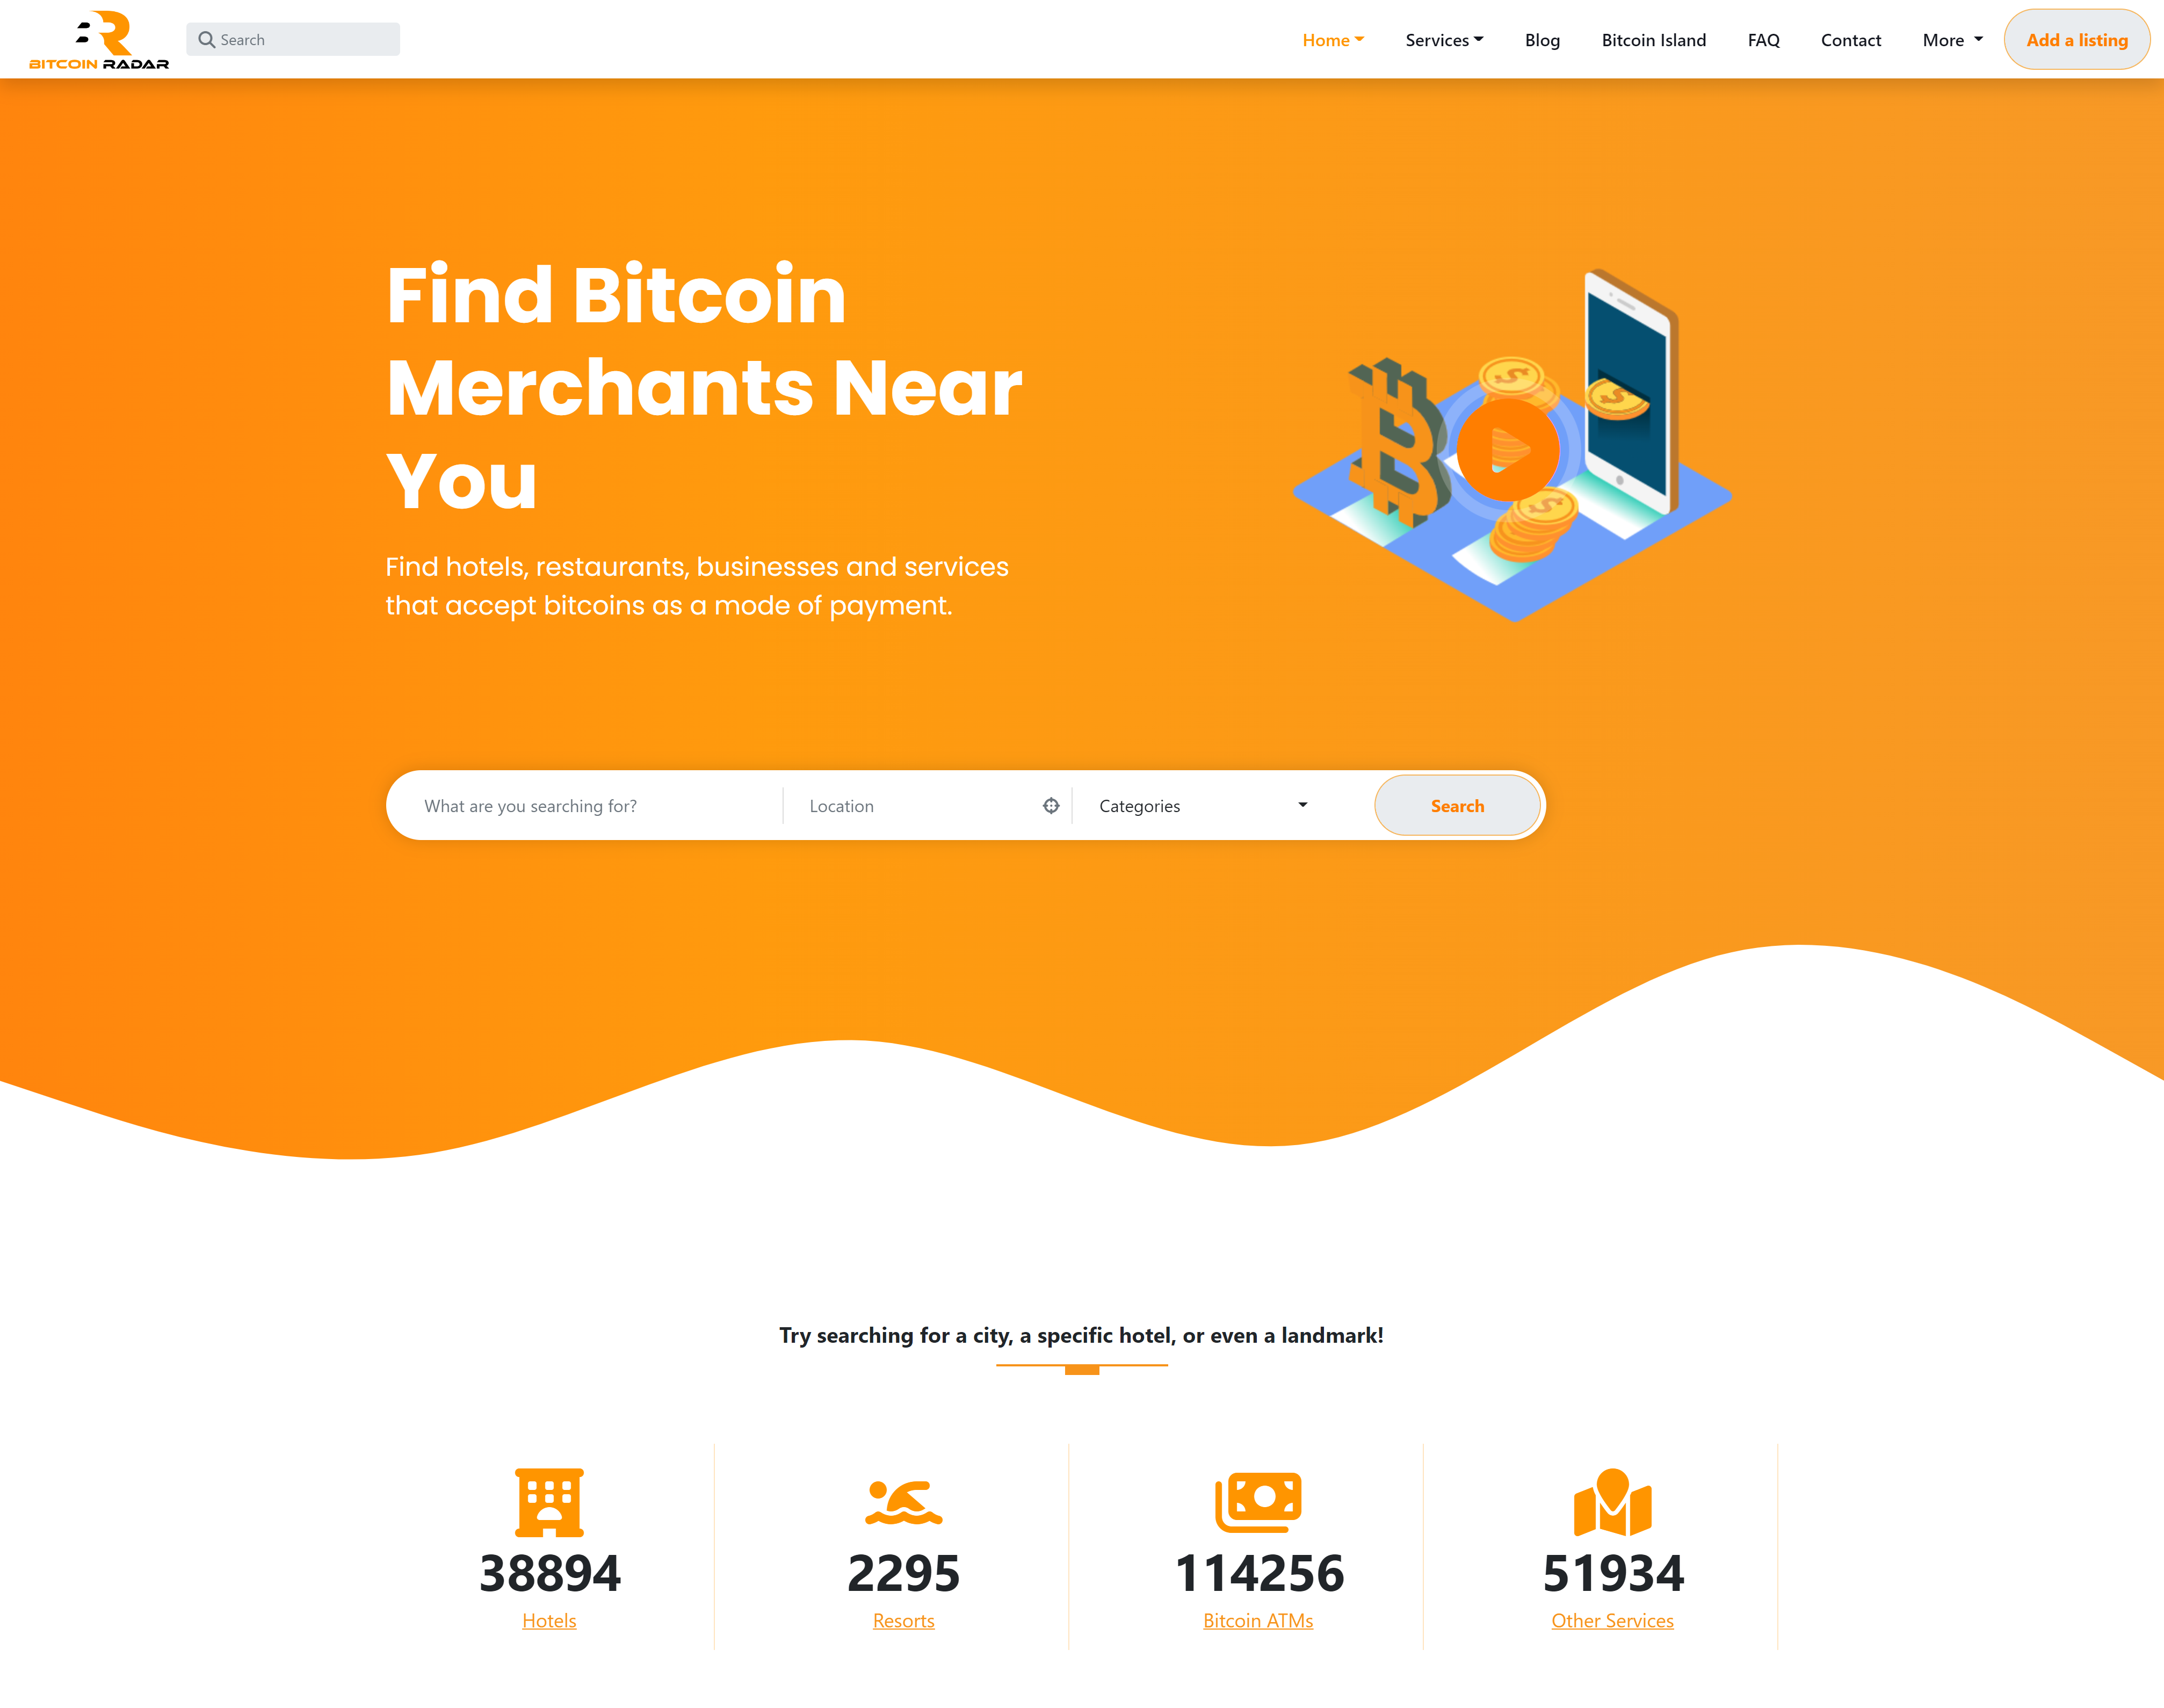 BITCOIN RADAR
Search
Home
Services
Blog
Bitcoin Island
FAQ
Contact
More
Add a listing
Find Bitcoin
Merchants Near
You
Find hotels, restaurants, businesses and services
that accept bitcoins as a mode of payment.
What are you searching for?
Location
Categories
Search
Try searching for a city, a specific hotel, or even a landmark!
38894
Hotels
2295
Resorts
114256
Bitcoin ATMs
51934
Other Services